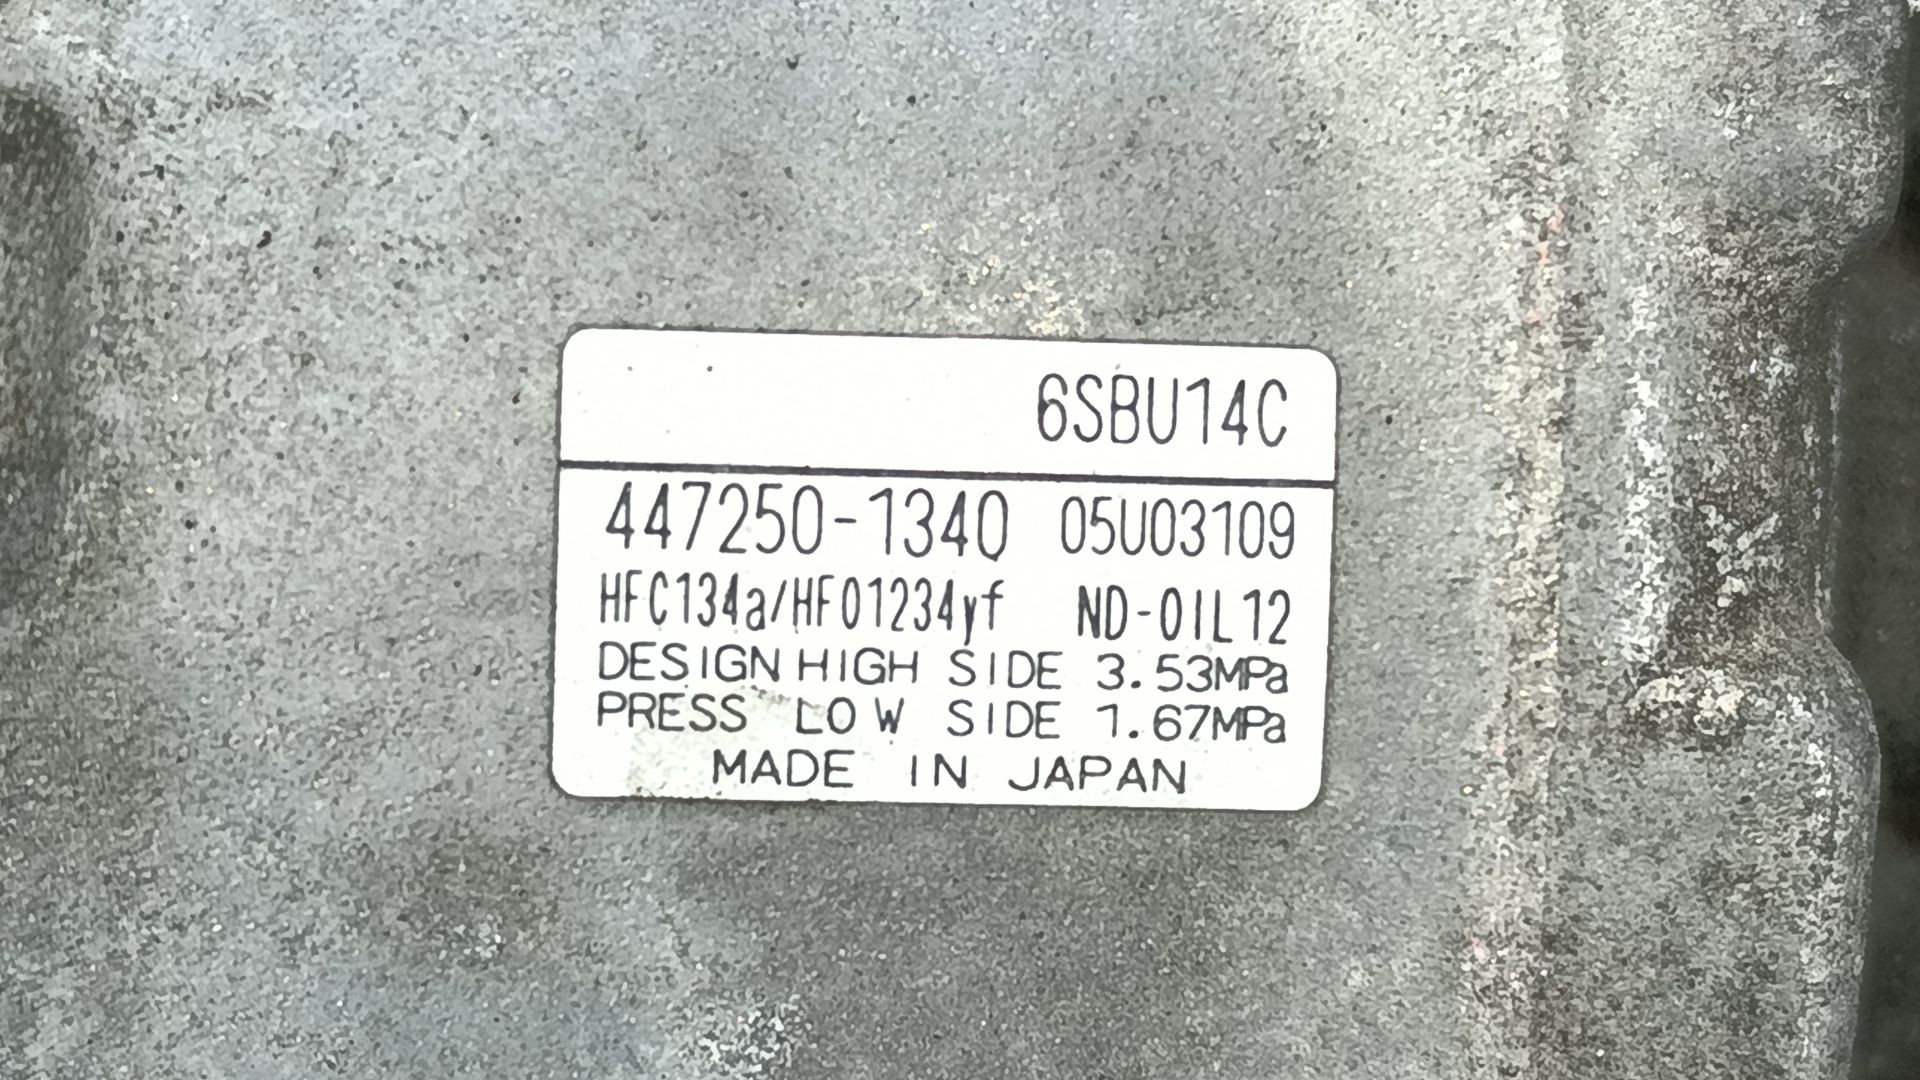 6SBU14C
447250-1340 05U03109
HFC134a/HFO1234yf ND-OIL12
DESIGN HIGH SIDE 3.53MPa
PRESS LOW SIDE 1.67MPa
MADE IN JAPAN